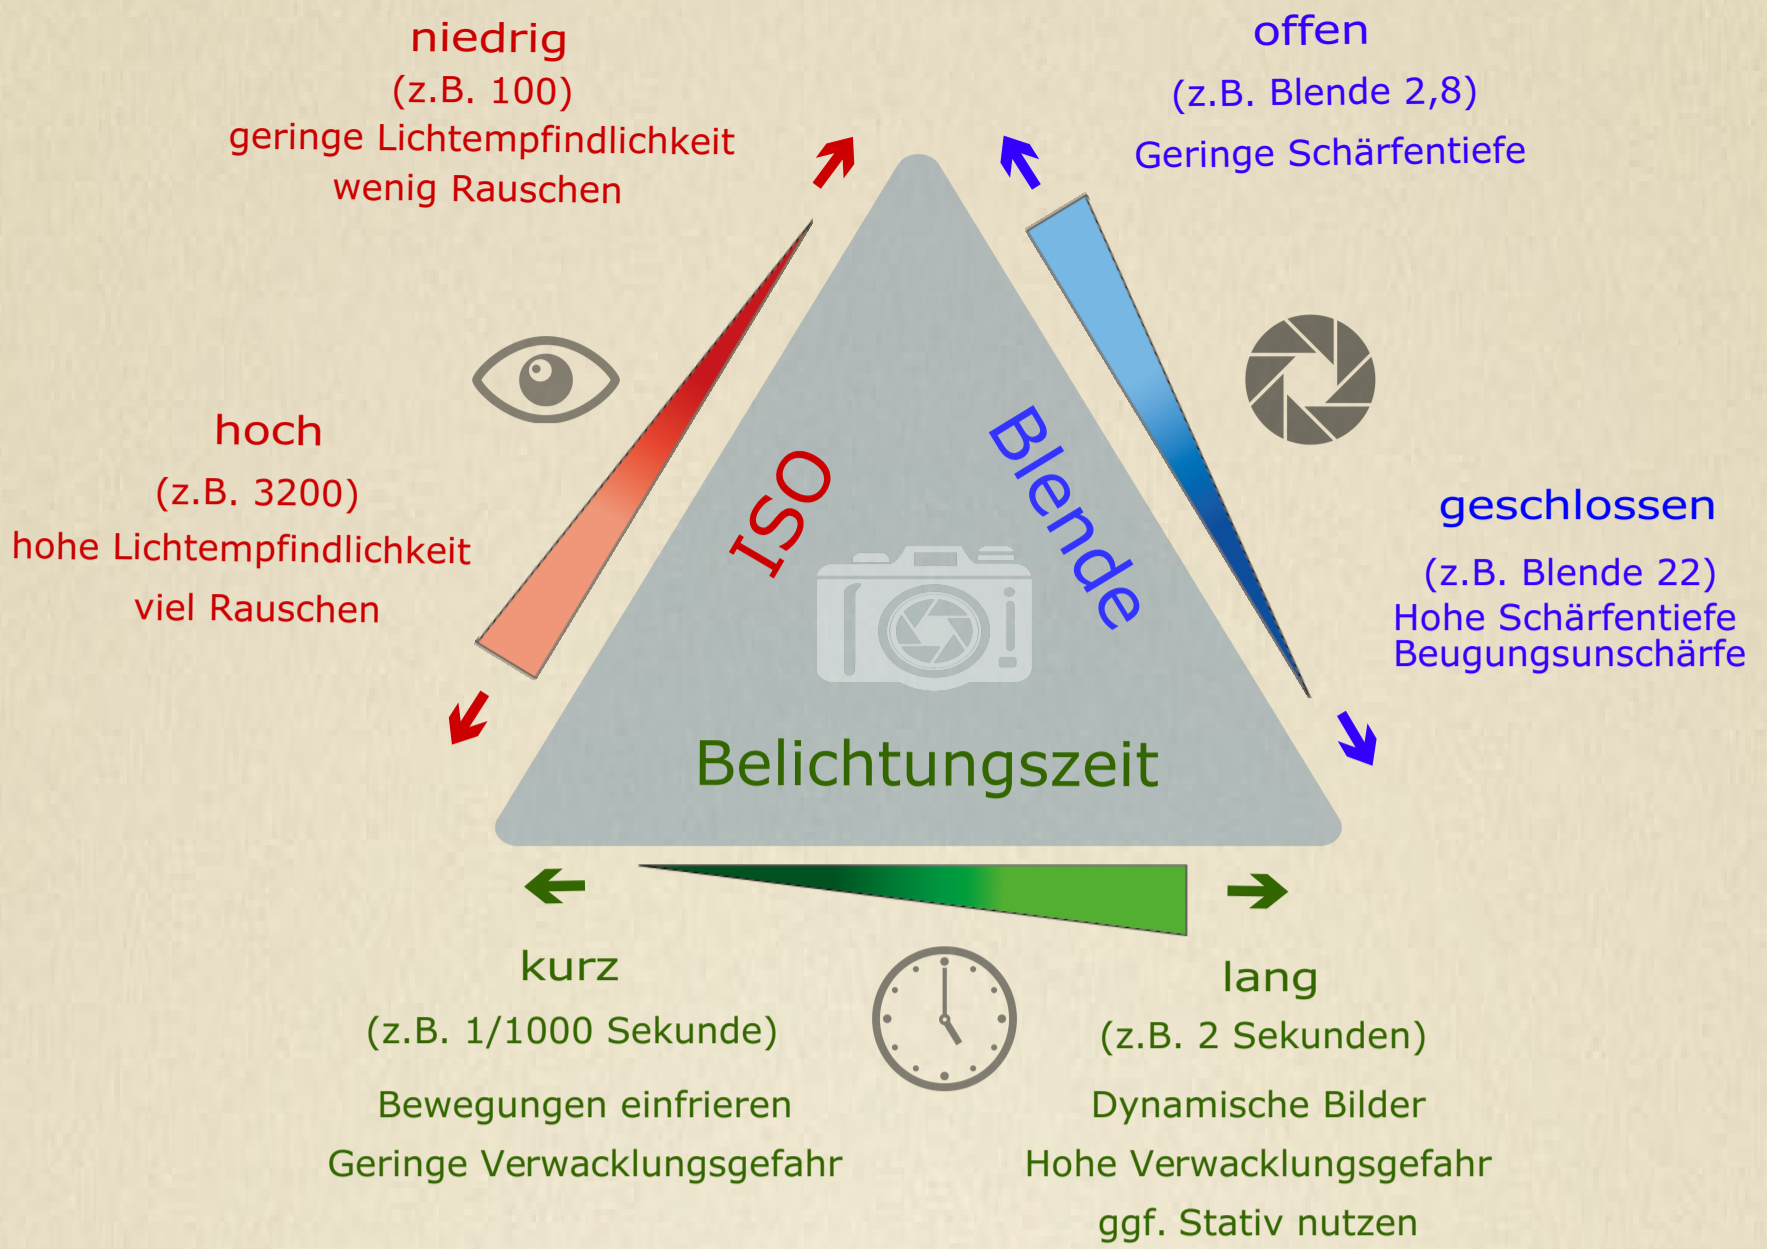 niedrig
(z.B. 100)
geringe Lichtempfindlichkeit
wenig Rauschen
offen
(z.B. Blende 2,8)
Geringe Schärfentiefe
hoch
(z.B. 3200)
hohe Lichtempfindlichkeit
viel Rauschen
ISO
Blende
geschlossen
(z.B. Blende 22)
Hohe Schärfentiefe
Beugungsunschärfe
Belichtungszeit
kurz
(z.B. 1/1000 Sekunde)
Bewegungen einfrieren
Geringe Verwacklungsgefahr
lang
(z.B. 2 Sekunden)
Dynamische Bilder
Hohe Verwacklungsgefahr
ggf. Stativ nutzen